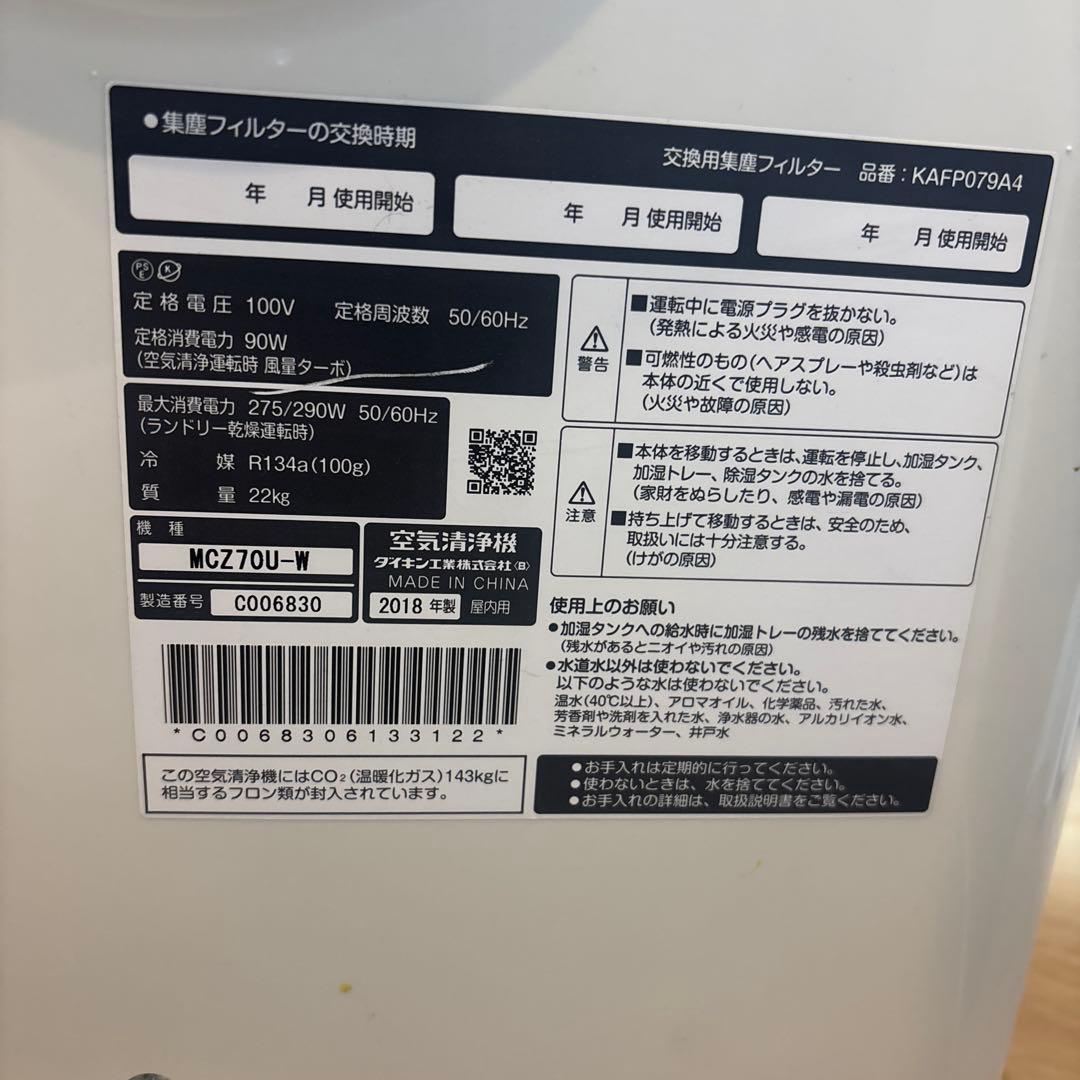 ●集塵フィルターの交換時期
交換用集塵フィルター 品番：KAFP079A4
年 月 使用開始
年 月 使用開始
年 月 使用開始
PS E K
定格電圧 100V 定格周波数 50/60Hz
定格消費電力 90W
(空気清浄運転時 風量ターボ)
最大消費電力 275/290W 50/60Hz
(ランドリー乾燥運転時)
冷 媒 R134a(100g)
質 量 22kg
機 種
MCZ70U-W
製造番号 C006830
空気清浄機
ダイキン工業株式会社〈B〉
MADE IN CHINA
2018 年製 屋内用
*C0068306133122*
この空気清浄機にはCO₂(温暖化ガス)143kgに
相当するフロン類が封入されています。
警告
■運転中に電源プラグを抜かない。
(発熱による火災や感電の原因)
■可燃性のもの(ヘアスプレーや殺虫剤など)は
本体の近くで使用しない。
(火災や故障の原因)
注意
■本体を移動するときは、運転を停止し、加湿タンク、
加湿トレー、除湿タンクの水を捨てる。
(家財をぬらしたり、感電や漏電の原因)
■持ち上げて移動するときは、安全のため、
取扱いには十分注意する。
(けがの原因)
使用上のお願い
●加湿タンクへの給水時に加湿トレーの残水を捨ててください。
(残水があるとニオイや汚れの原因)
●水道水以外は使わないでください。
以下のような水は使わないでください。
温水(40℃以上)、アロマオイル、化学薬品、汚れた水、
芳香剤や洗剤を入れた水、浄水器の水、アルカリイオン水、
ミネラルウォーター、井戸水
●お手入れは定期的に行ってください。
●使わないときは、水を捨ててください。
●お手入れの詳細は、取扱説明書をご覧ください。